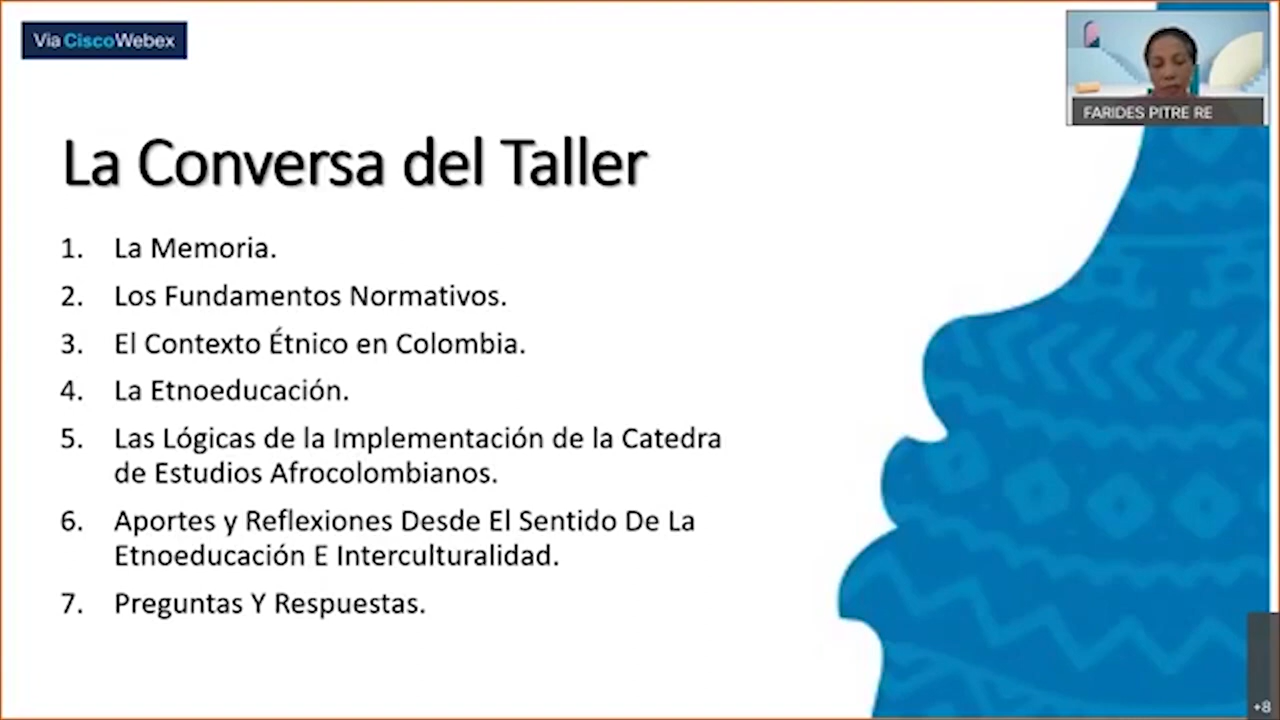 Via CiscoWebex
FARIDES PITRE RE
La Conversa del Taller
1. La Memoria.
2. Los Fundamentos Normativos.
3. El Contexto Étnico en Colombia.
4. La Etnoeducación.
5. Las Lógicas de la Implementación de la Catedra
de Estudios Afrocolombianos.
6. Aportes y Reflexiones Desde El Sentido De La
Etnoeducación E Interculturalidad.
7. Preguntas Y Respuestas.
+8